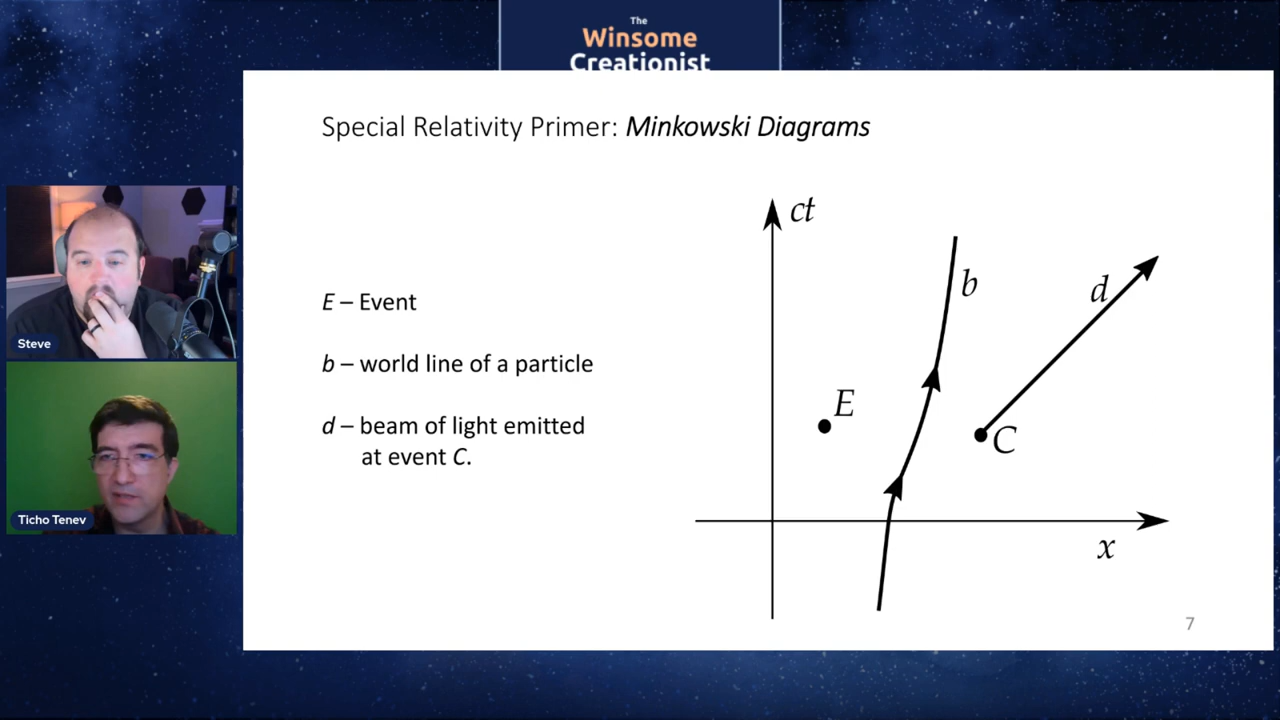 The
Winsome
Creationist
Special Relativity Primer: Minkowski Diagrams
Steve
Ticho Tenev
E – Event
b – world line of a particle
d – beam of light emitted
at event C.
ct
b
d
E
C
x
7